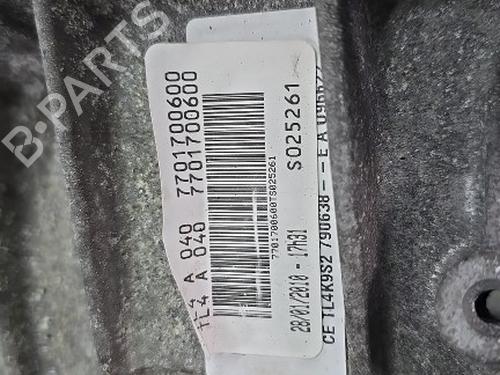 TL4 A 040 7701700600
TL4 A 040 7701700600
7701700600TS025261
S025261
28/01/2010 - 17h31
CE TL4K9S2 790638 -- E A
B-PARTS